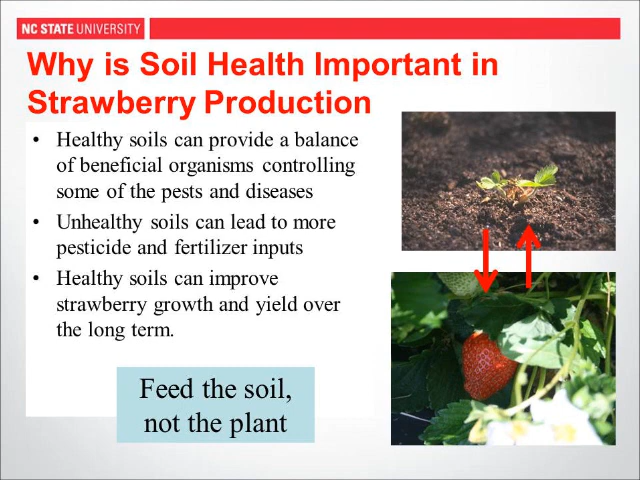 NC STATE UNIVERSITY
Why is Soil Health Important in
Strawberry Production
• Healthy soils can provide a balance
of beneficial organisms controlling
some of the pests and diseases
• Unhealthy soils can lead to more
pesticide and fertilizer inputs
• Healthy soils can improve
strawberry growth and yield over
the long term.
Feed the soil,
not the plant